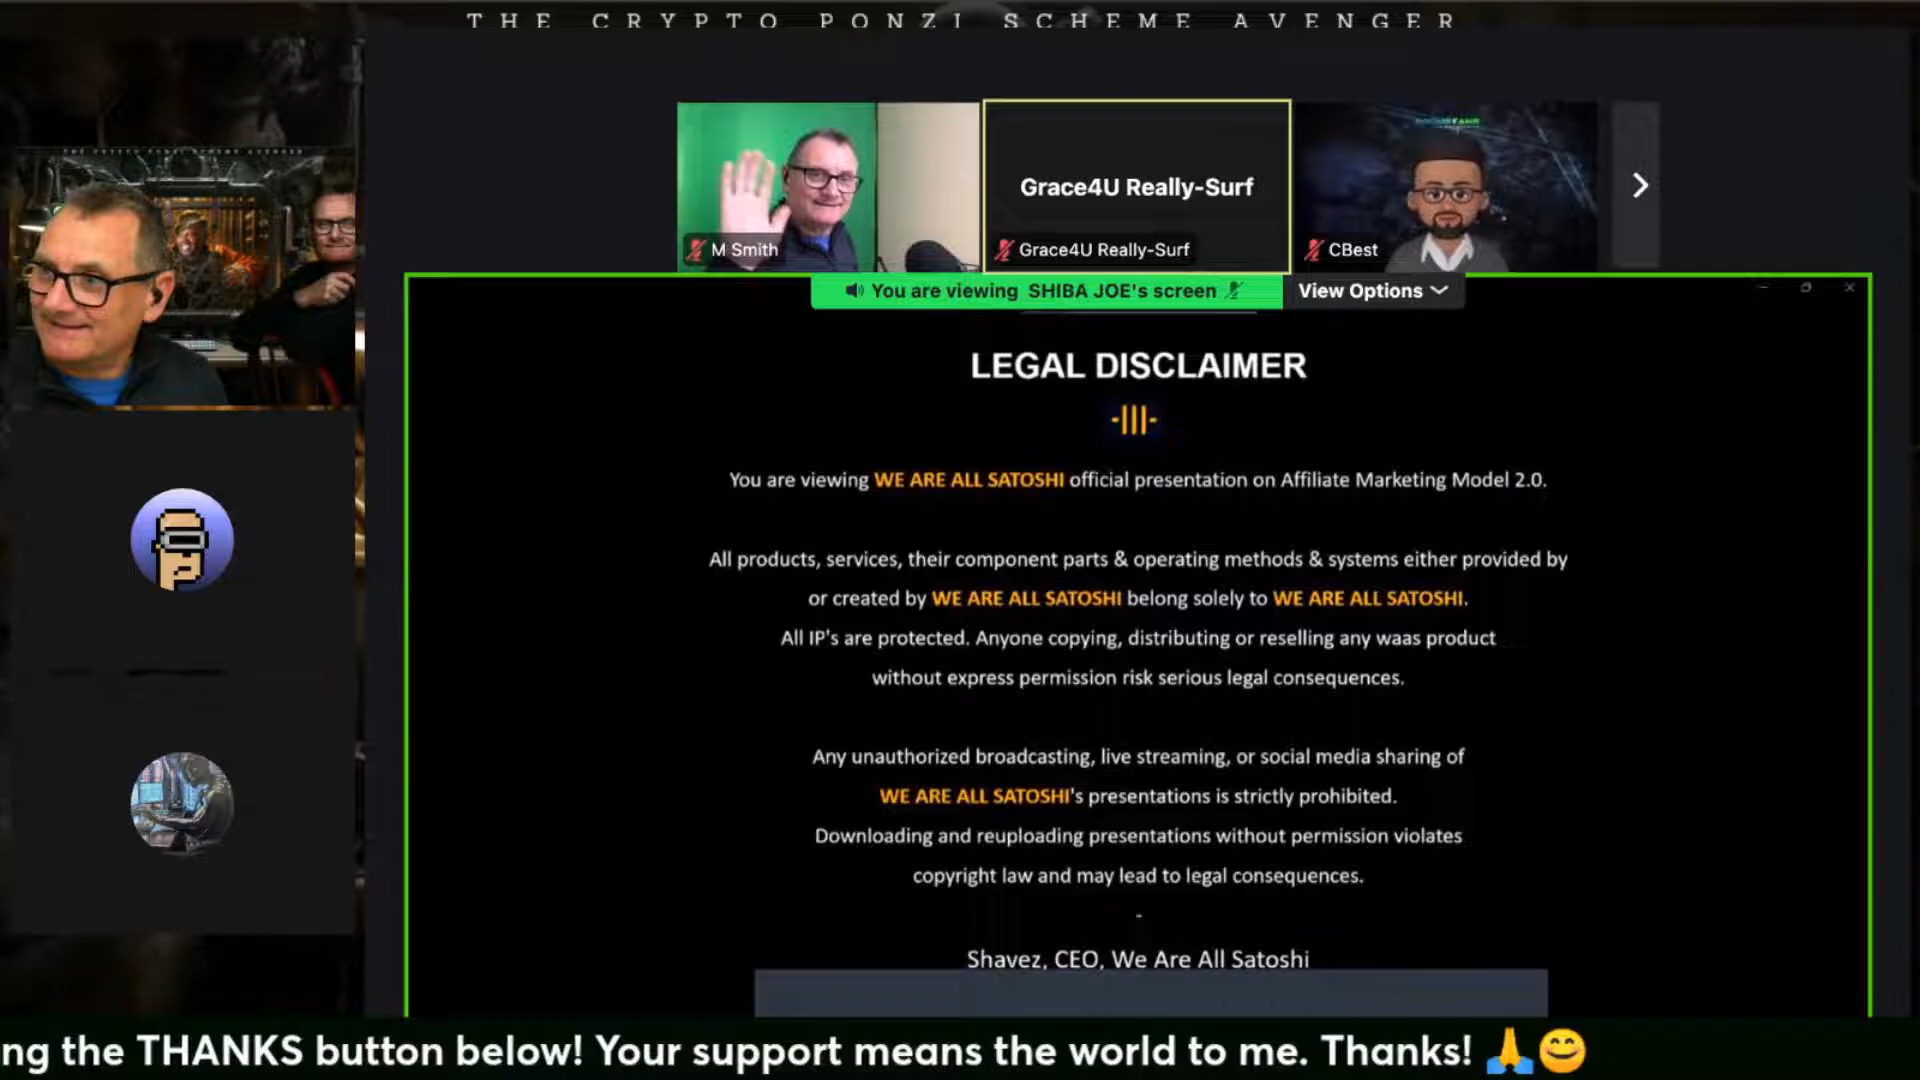 THE CRYPTO PONZI SCHEME AVENGER
THE CRYPTO PONZI SCHEME AVENGER
Grace4U Really-Surf
M Smith
Grace4U Really-Surf
CBest
You are viewing SHIBA JOE's screen
View Options
LEGAL DISCLAIMER
You are viewing WE ARE ALL SATOSHI official presentation on Affiliate Marketing Model 2.0.
All products, services, their component parts & operating methods & systems either provided by
or created by WE ARE ALL SATOSHI belong solely to WE ARE ALL SATOSHI.
All IP's are protected. Anyone copying, distributing or reselling any waas product
without express permission risk serious legal consequences.
Any unauthorized broadcasting, live streaming, or social media sharing of
WE ARE ALL SATOSHI's presentations is strictly prohibited.
Downloading and reuploading presentations without permission violates
copyright law and may lead to legal consequences.
-
Shavez, CEO, We Are All Satoshi
ng the THANKS button below! Your support means the world to me. Thanks! 🙏😊